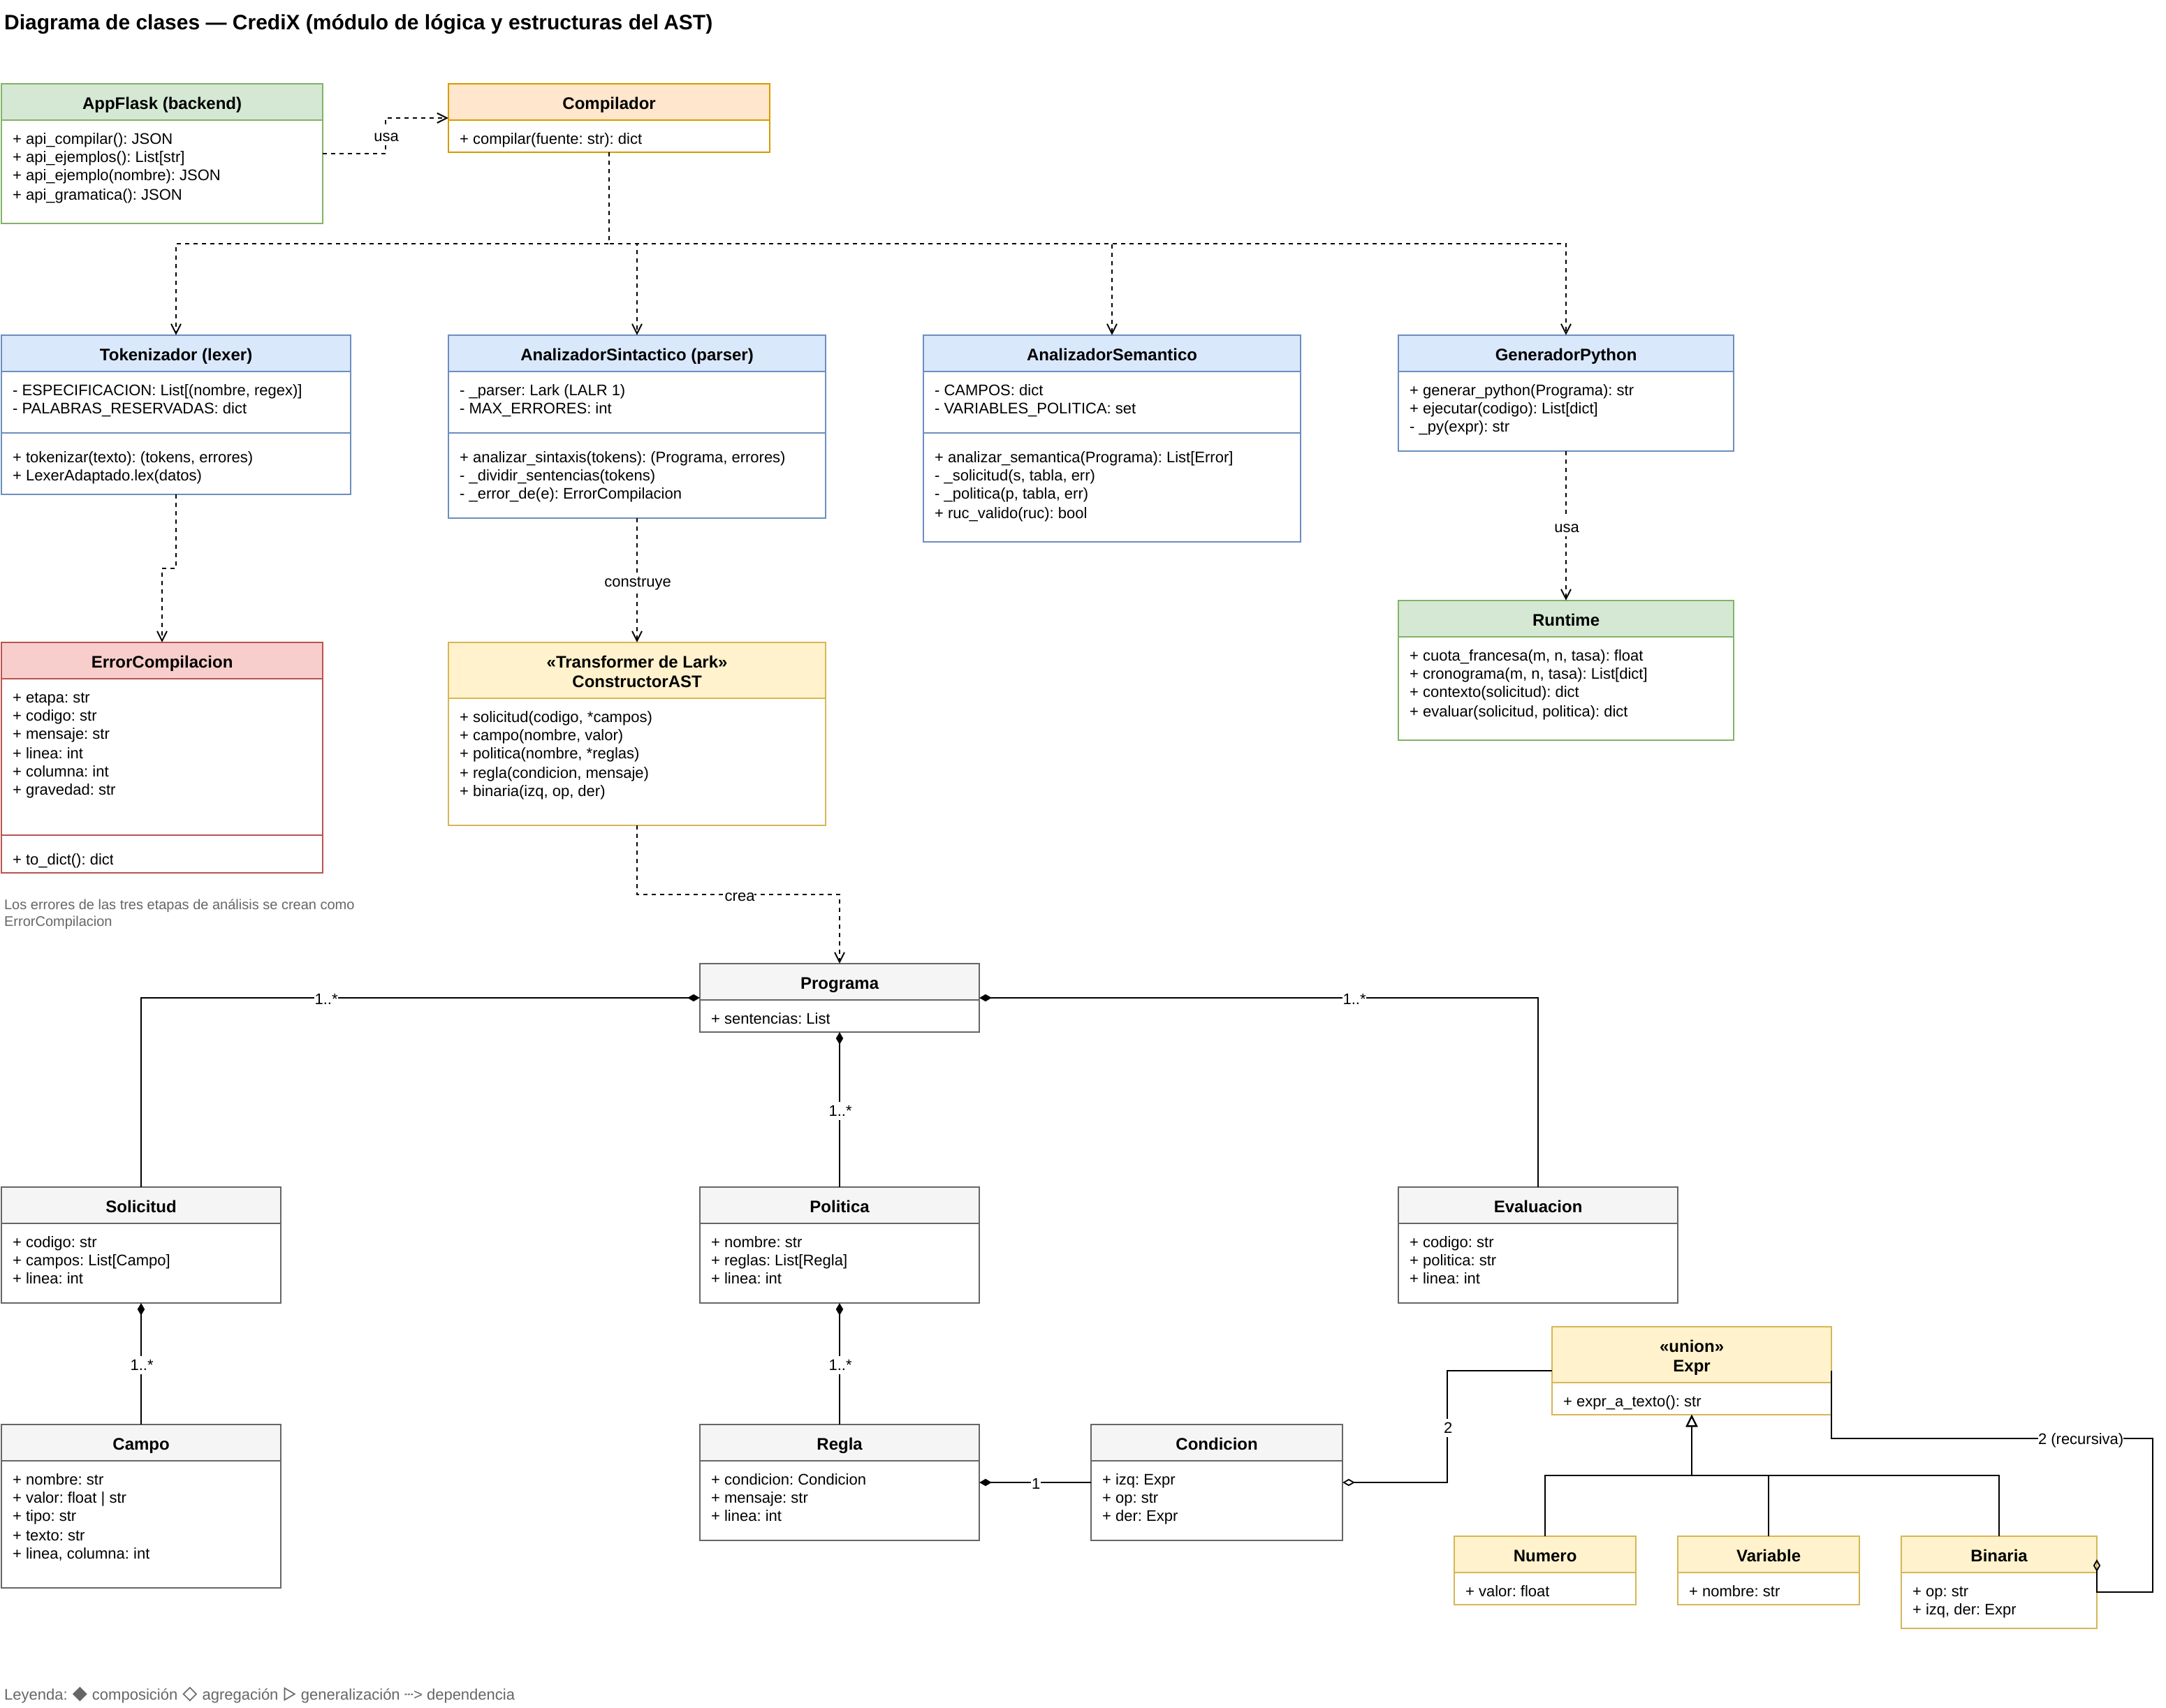 Diagrama de clases — CrediX (módulo de lógica y estructuras del AST)
AppFlask (backend)
+ api_compilar(): JSON
+ api_ejemplos(): List[str]
+ api_ejemplo(nombre): JSON
+ api_gramatica(): JSON
usa
Compilador
+ compilar(fuente: str): dict
Tokenizador (lexer)
- ESPECIFICACION: List[(nombre, regex)]
- PALABRAS_RESERVADAS: dict
+ tokenizar(texto): (tokens, errores)
+ LexerAdaptado.lex(datos)
AnalizadorSintactico (parser)
- _parser: Lark (LALR 1)
- MAX_ERRORES: int
+ analizar_sintaxis(tokens): (Programa, errores)
- _dividir_sentencias(tokens)
- _error_de(e): ErrorCompilacion
AnalizadorSemantico
- CAMPOS: dict
- VARIABLES_POLITICA: set
+ analizar_semantica(Programa): List[Error]
- _solicitud(s, tabla, err)
- _politica(p, tabla, err)
+ ruc_valido(ruc): bool
GeneradorPython
+ generar_python(Programa): str
+ ejecutar(codigo): List[dict]
- _py(expr): str
usa
construye
Runtime
+ cuota_francesa(m, n, tasa): float
+ cronograma(m, n, tasa): List[dict]
+ contexto(solicitud): dict
+ evaluar(solicitud, politica): dict
ErrorCompilacion
+ etapa: str
+ codigo: str
+ mensaje: str
+ linea: int
+ columna: int
+ gravedad: str
+ to_dict(): dict
«Transformer de Lark»
ConstructorAST
+ solicitud(codigo, *campos)
+ campo(nombre, valor)
+ politica(nombre, *reglas)
+ regla(condicion, mensaje)
+ binaria(izq, op, der)
Los errores de las tres etapas de análisis se crean como
ErrorCompilacion
crea
Programa
+ sentencias: List
1..*
1..*
1..*
Solicitud
+ codigo: str
+ campos: List[Campo]
+ linea: int
Politica
+ nombre: str
+ reglas: List[Regla]
+ linea: int
Evaluacion
+ codigo: str
+ politica: str
+ linea: int
1..*
1..*
«union»
Expr
+ expr_a_texto(): str
2
2 (recursiva)
Campo
+ nombre: str
+ valor: float | str
+ tipo: str
+ texto: str
+ linea, columna: int
Regla
+ condicion: Condicion
+ mensaje: str
+ linea: int
1
Condicion
+ izq: Expr
+ op: str
+ der: Expr
Numero
+ valor: float
Variable
+ nombre: str
Binaria
+ op: str
+ izq, der: Expr
Leyenda: ◆ composición ◇ agregación ▷ generalización ┄> dependencia